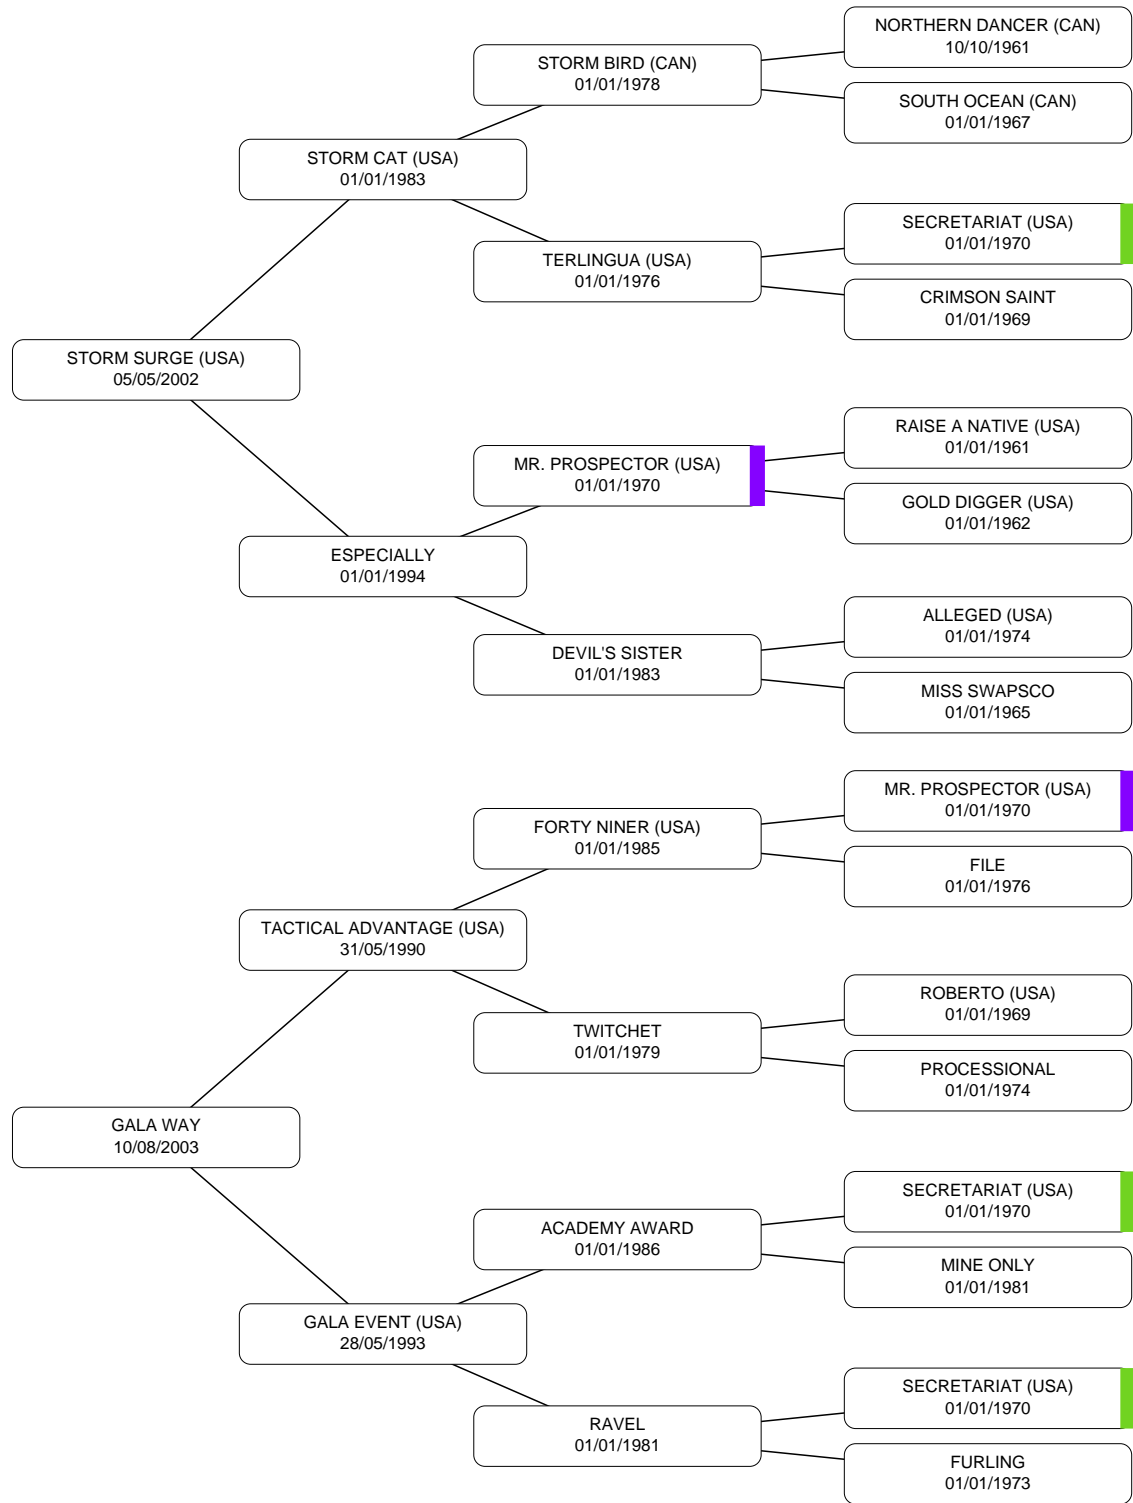 NORTHERN DANCER (CAN)
10/10/1961
STORM BIRD (CAN)
01/01/1978
SOUTH OCEAN (CAN)
01/01/1967
STORM CAT (USA)
01/01/1983
SECRETARIAT (USA)
01/01/1970
TERLINGUA (USA)
01/01/1976
CRIMSON SAINT
01/01/1969
STORM SURGE (USA)
05/05/2002
RAISE A NATIVE (USA)
01/01/1961
MR. PROSPECTOR (USA)
01/01/1970
GOLD DIGGER (USA)
01/01/1962
ESPECIALLY
01/01/1994
ALLEGED (USA)
01/01/1974
DEVIL'S SISTER
01/01/1983
MISS SWAPSCO
01/01/1965
MR. PROSPECTOR (USA)
01/01/1970
FORTY NINER (USA)
01/01/1985
FILE
01/01/1976
TACTICAL ADVANTAGE (USA)
31/05/1990
ROBERTO (USA)
01/01/1969
TWITCHET
01/01/1979
PROCESSIONAL
01/01/1974
GALA WAY
10/08/2003
SECRETARIAT (USA)
01/01/1970
ACADEMY AWARD
01/01/1986
MINE ONLY
01/01/1981
GALA EVENT (USA)
28/05/1993
SECRETARIAT (USA)
01/01/1970
RAVEL
01/01/1981
FURLING
01/01/1973